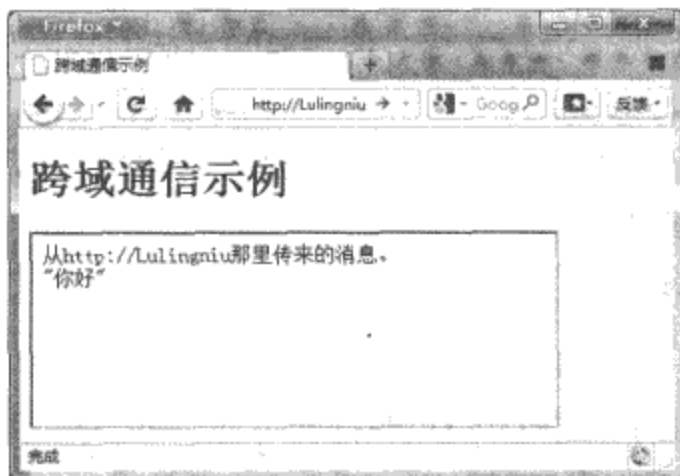 Firefox
跨域通信示例
http://Lulingniu
Goog
反馈
跨域通信示例
从http://Lulingniu那里传来的消息。
"你好"
完成